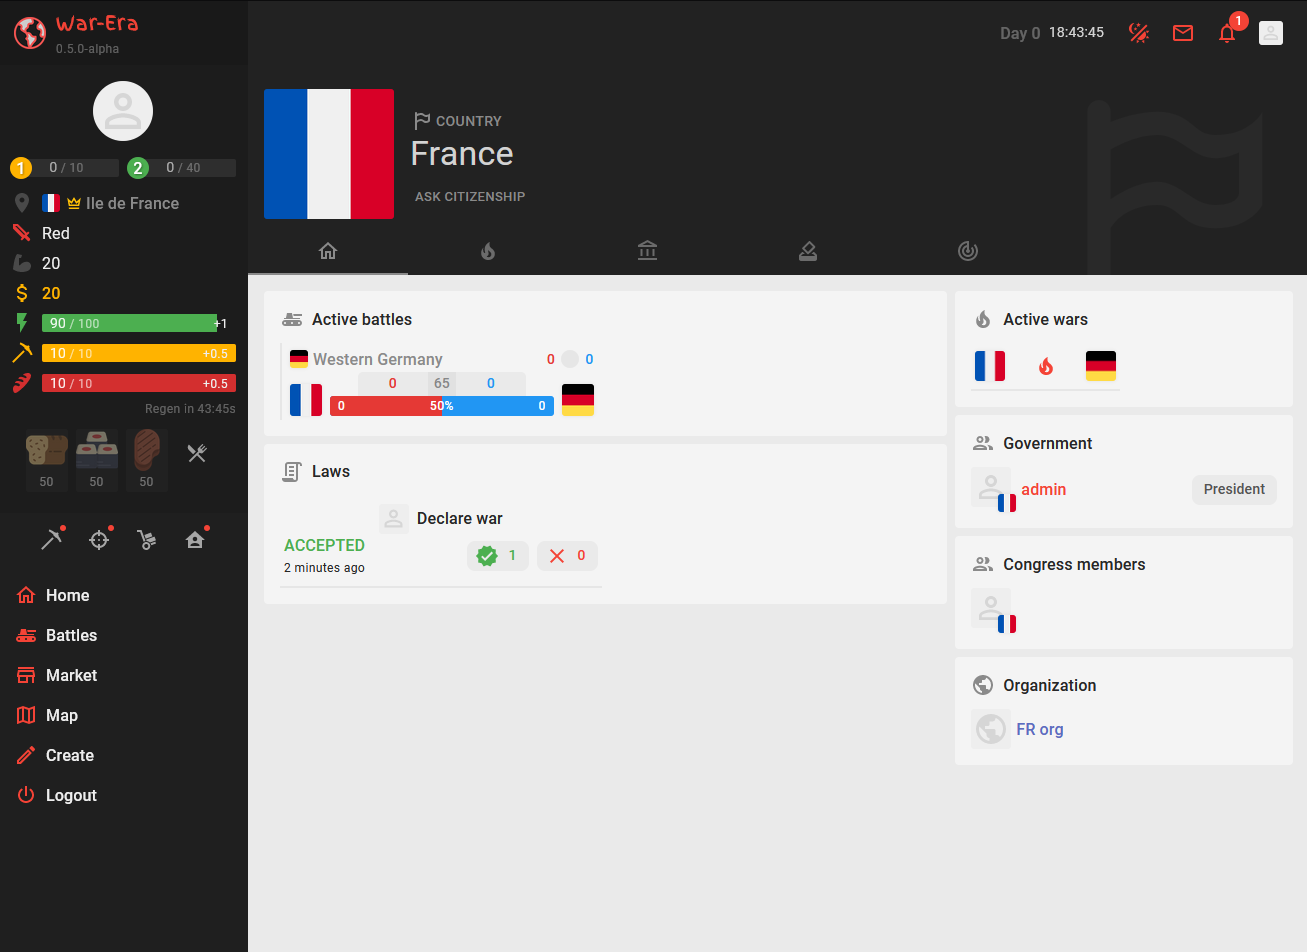 War-Era
0.5.0-alpha
1 0 / 10 2 0 / 40
Ile de France
Red
20
20
90 / 100 +1
10 / 10 +0.5
10 / 10 +0.5
Regen in 43:45s
50 50 50
Home
Battles
Market
Map
Create
Logout
Day 0 18:43:45 1
COUNTRY
France
ASK CITIZENSHIP
Active battles
Western Germany 0 0
0 65 0
0 50% 0
Laws
Declare war
ACCEPTED 1 0
2 minutes ago
Active wars
Government
admin President
Congress members
Organization
FR org